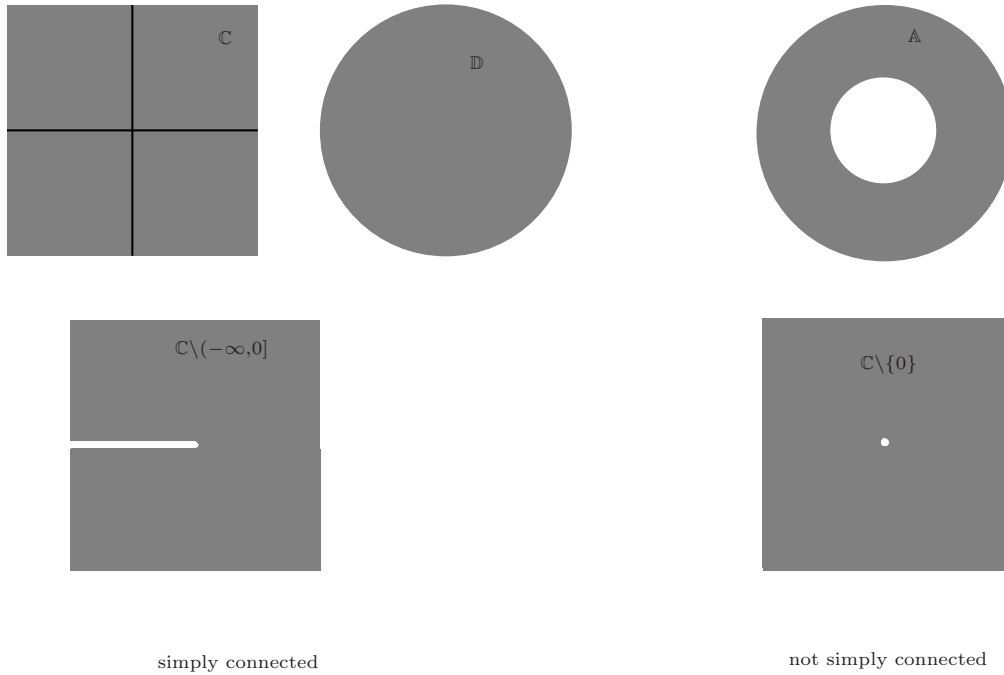 ℂ
𝔻
𝔸
ℂ\(−∞,0]
ℂ\{0}
simply connected
not simply connected